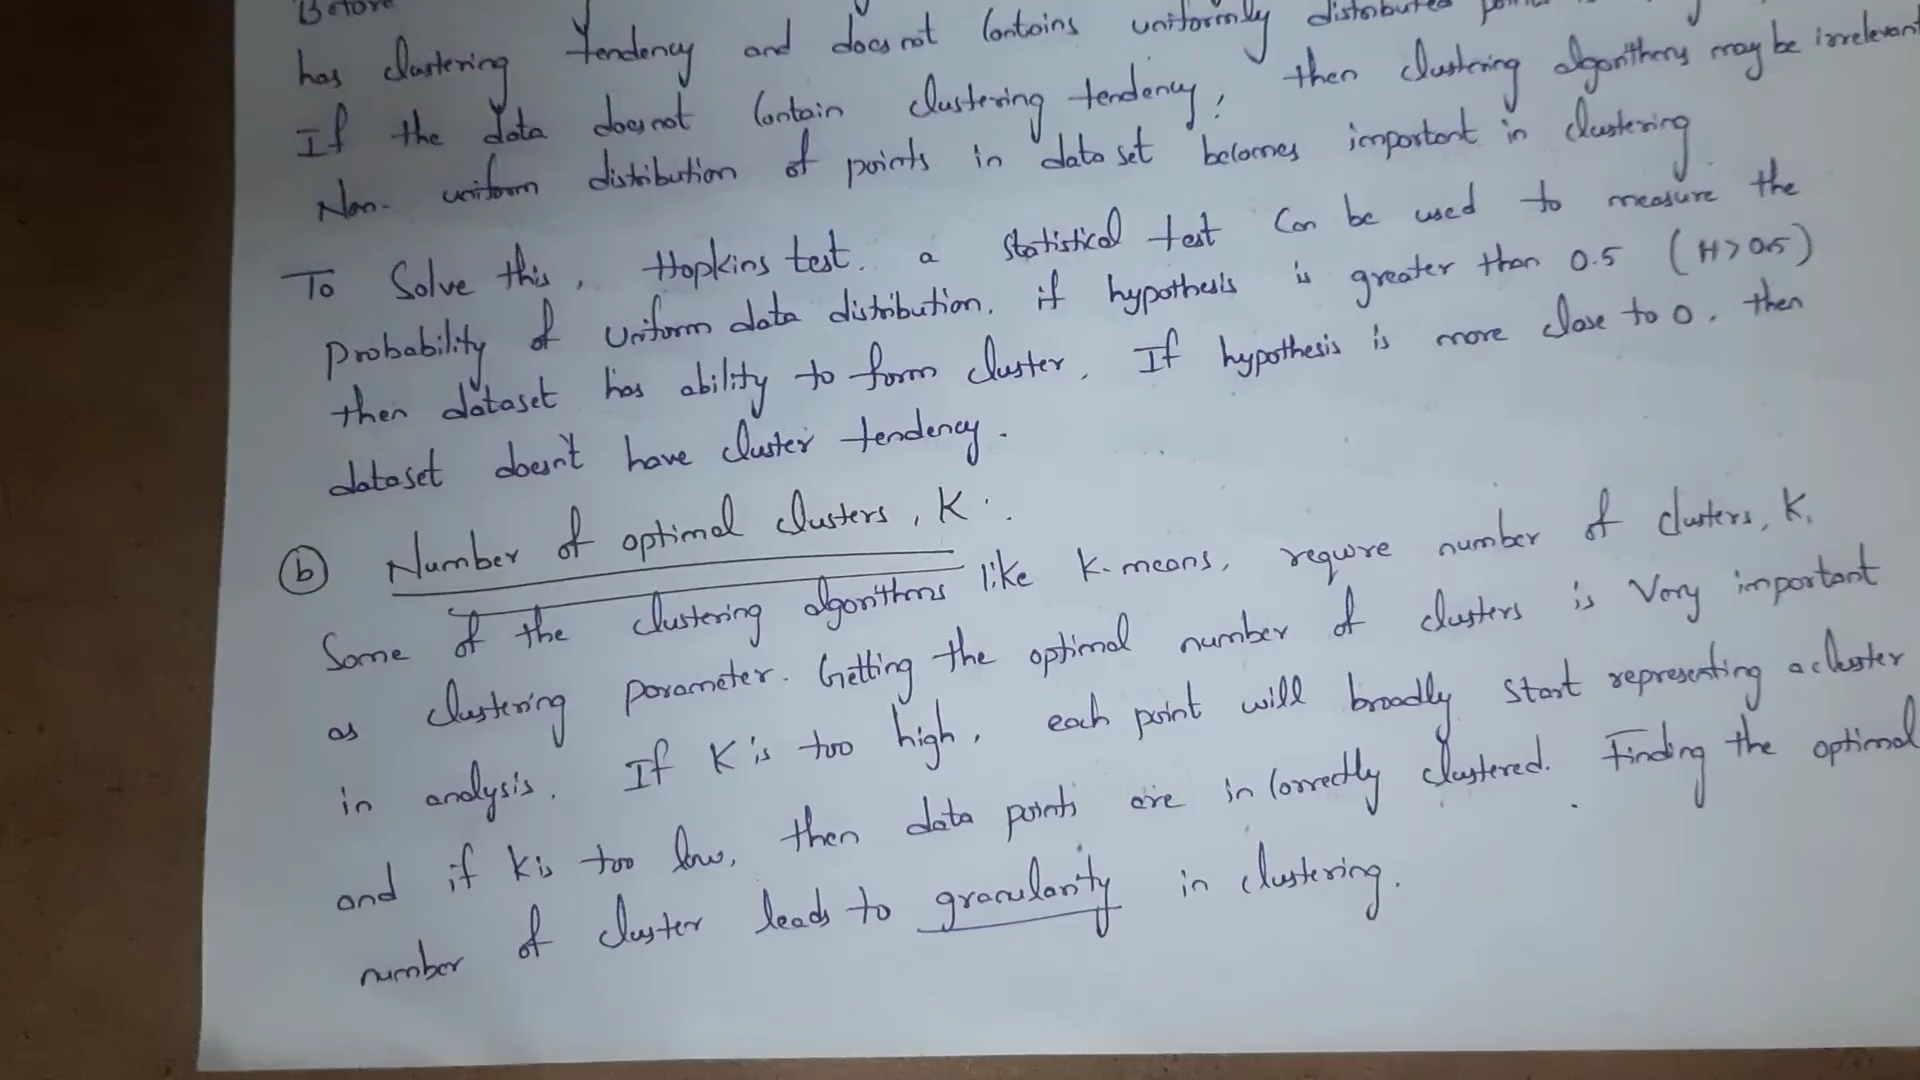 Before
has clustering tendency and does not contains uniformly distributed
If the data does not contain clustering tendency, then clustering algorithms may be irrelevant
Non-uniform distribution of points in data set becomes important in clustering
To Solve this, Hopkins test, a statistical test can be used to measure the
probability of uniform data distribution. if hypothesis is greater than 0.5 (H>0.5)
then dataset has ability to form cluster. If hypothesis is more close to 0, then
dataset doesn't have cluster tendency.
(b) Number of optimal clusters, K:
Some of the clustering algorithms like K-means, require number of clusters, K,
as clustering parameter. Getting the optimal number of clusters is very important
in analysis. If K is too high, each point will broadly start representing a cluster
and if K is too low, then data points are incorrectly clustered. Finding the optimal
number of cluster leads to granularity in clustering.